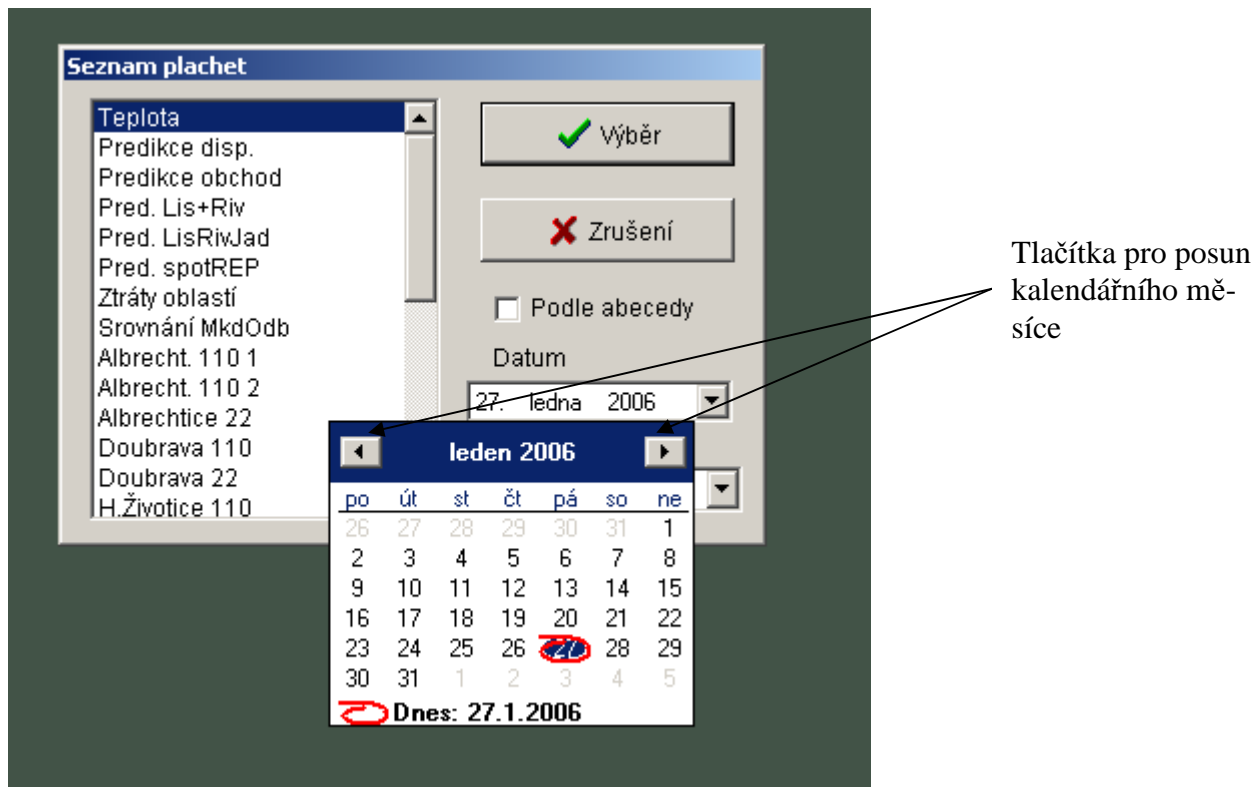 Seznam plachet
Teplota
Predikce disp.
Predikce obchod
Pred. Lis+Riv
Pred. LisRivJad
Pred. spotREP
Ztráty oblastí
Srovnání MkdOdb
Albrecht. 110 1
Albrecht. 110 2
Albrechtice 22
Doubrava 110
Doubrava 22
H.Životice 110
Výběr
Zrušení
Podle abecedy
Datum
27. ledna 2006
leden 2006
po út st čt pá so ne
26 27 28 29 30 31 1
2 3 4 5 6 7 8
9 10 11 12 13 14 15
16 17 18 19 20 21 22
23 24 25 26 27 28 29
30 31 1 2 3 4 5
Dnes: 27.1.2006
Tlačítka pro posun
kalendářního mě-
síce